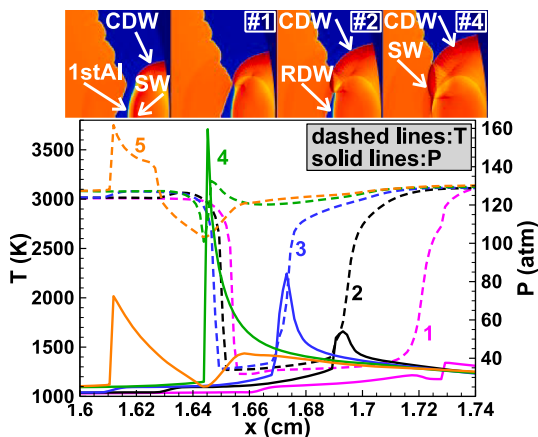 CDW #1 CDW #2 CDW #4
1stAI SW RDW SW
dashed lines:T
solid lines:P
3500
3000
2500
2000
1500
1000
T (K)
160
140
120
100
80
60
40
20
P (atm)
5
4
3
2
1
1.6 1.62 1.64 1.66 1.68 1.7 1.72 1.74
x (cm)